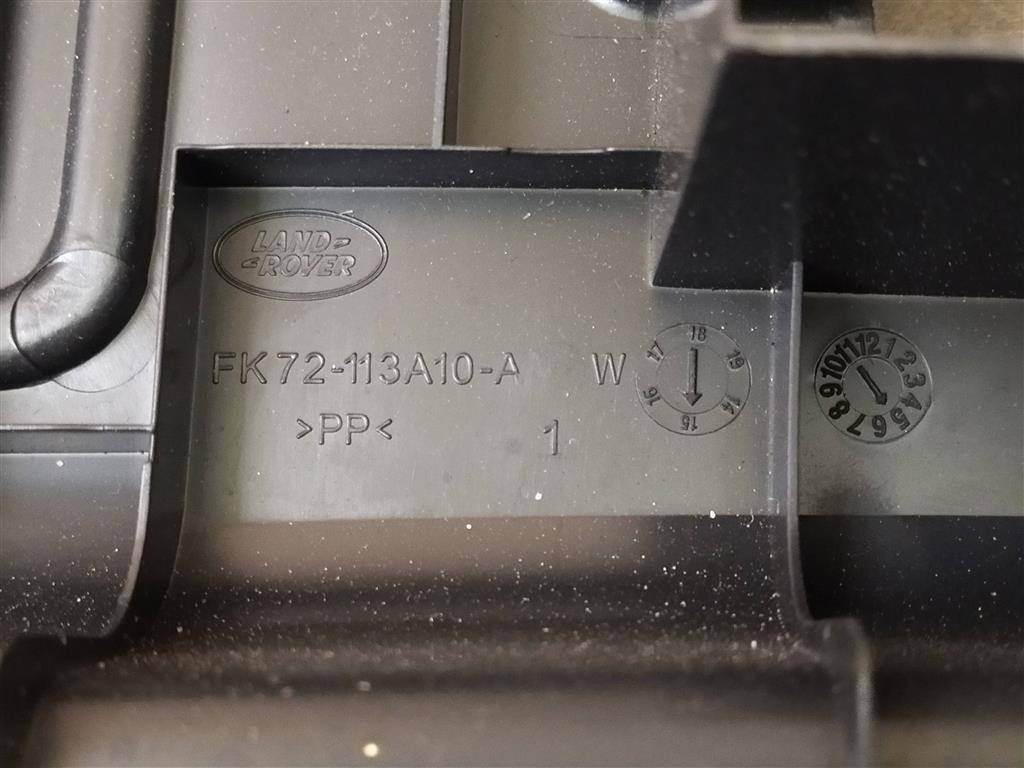 LAND
ROVER
FK72-113A10-A W
>PP< 1
14 15 16 17 18 19
1 2 3 4 5 6 7 8 9 10 11 12